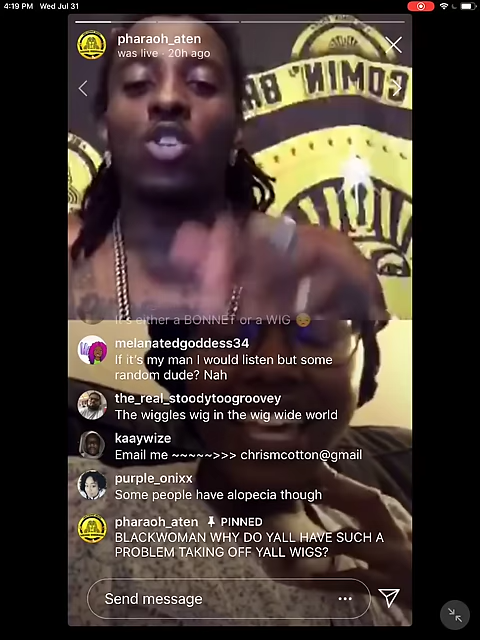 4:19 PM Wed Jul 31
pharaoh_aten
was live · 20h ago
It's either a BONNET or a WIG 😔
melanatedgoddess34
If it's my man I would listen but some
random dude? Nah
the_real_stoodytoogroovey
The wiggles wig in the wig wide world
kaaywize
Email me ~~~~~>>> chrismcotton@gmail
purple_onixx
Some people have alopecia though
pharaoh_aten PINNED
BLACKWOMAN WHY DO YALL HAVE SUCH A
PROBLEM TAKING OFF YALL WIGS?
Send message